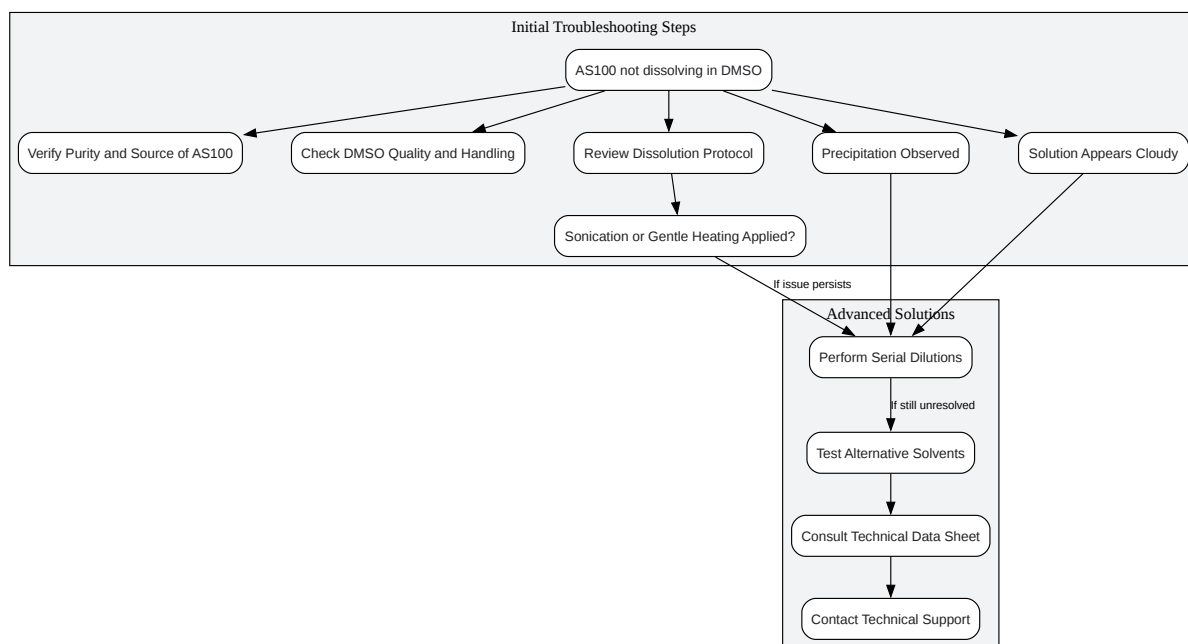 Initial Troubleshooting Steps
AS100 not dissolving in DMSO
Verify Purity and Source of AS100
Check DMSO Quality and Handling
Review Dissolution Protocol
Precipitation Observed
Solution Appears Cloudy
Sonication or Gentle Heating Applied?
If issue persists
Advanced Solutions
Perform Serial Dilutions
If still unresolved
Test Alternative Solvents
Consult Technical Data Sheet
Contact Technical Support